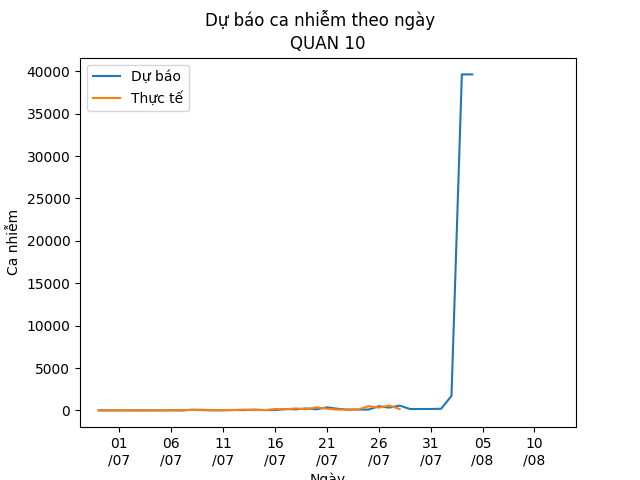 Dự báo ca nhiễm theo ngày
QUAN 10
Dự báo
Thực tế
Ca nhiễm
40000
35000
30000
25000
20000
15000
10000
5000
0
01 06 11 16 21 26 31 05 10
/07 /07 /07 /07 /07 /07 /07 /08 /08
Ngày